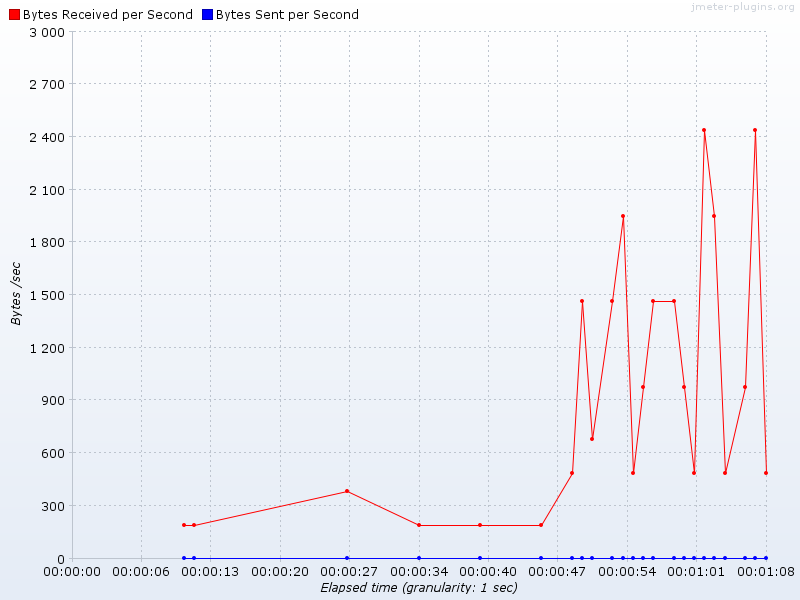 jmeter-plugins.org
Bytes Received per Second Bytes Sent per Second
3 000
2 700
2 400
2 100
1 800
1 500
1 200
900
600
300
0
Bytes /sec
00:00:00 00:00:06 00:00:13 00:00:20 00:00:27 00:00:34 00:00:40 00:00:47 00:00:54 00:01:01 00:01:08
Elapsed time (granularity: 1 sec)